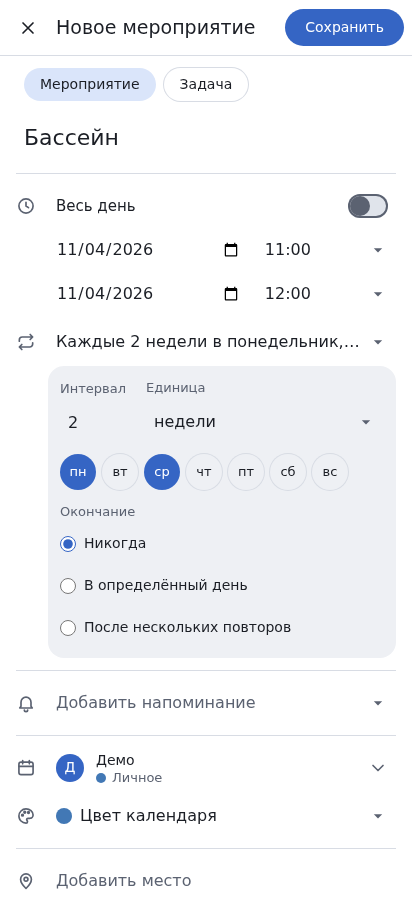 Новое мероприятие
Сохранить
Мероприятие
Задача
Бассейн
Весь день
11/04/2026 11:00
11/04/2026 12:00
Каждые 2 недели в понедельник,...
Интервал Единица
2 недели
пн вт ср чт пт сб вс
Окончание
Никогда
В определённый день
После нескольких повторов
Добавить напоминание
Д
Демо
Личное
Цвет календаря
Добавить место